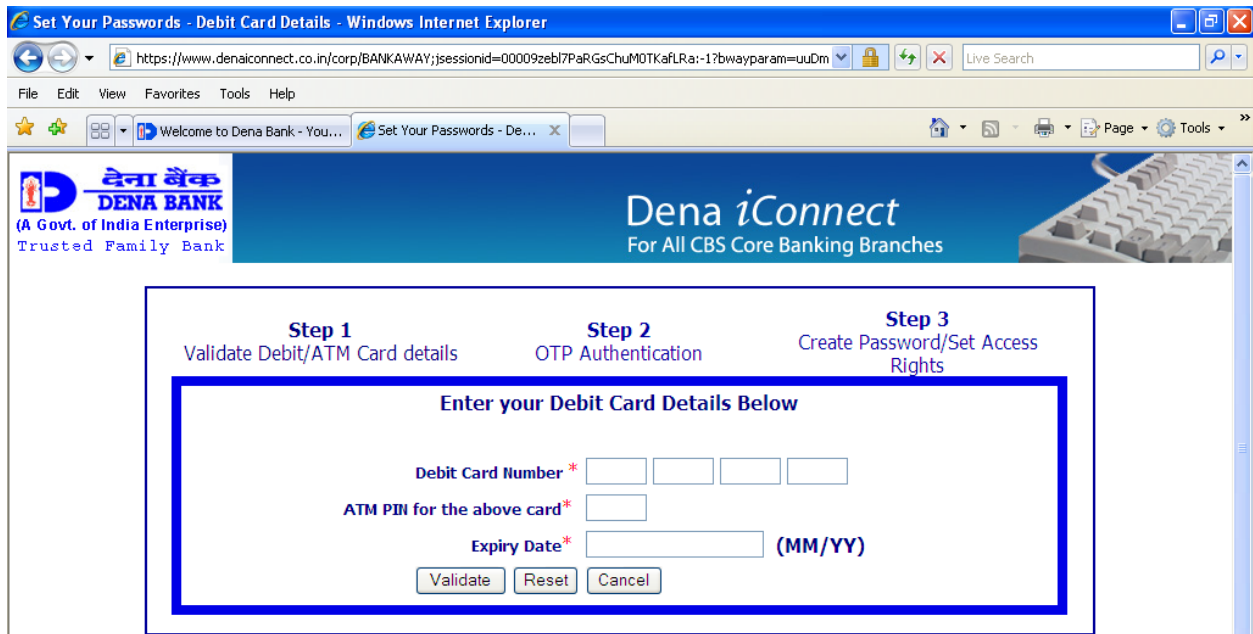 Set Your Passwords - Debit Card Details - Windows Internet Explorer
https://www.denaiconnect.co.in/corp/BANKAWAY;jsessionid=00009zebl7PaRGsChuM0TKafLRa:-1?bwayparam=uuDm
Live Search
File Edit View Favorites Tools Help
Welcome to Dena Bank - You... Set Your Passwords - De... Page Tools
देना बैंक
DENA BANK
(A Govt. of India Enterprise)
Trusted Family Bank
Dena iConnect
For All CBS Core Banking Branches
Step 1
Validate Debit/ATM Card details
Step 2
OTP Authentication
Step 3
Create Password/Set Access
Rights
Enter your Debit Card Details Below
Debit Card Number *
ATM PIN for the above card*
Expiry Date* (MM/YY)
Validate Reset Cancel